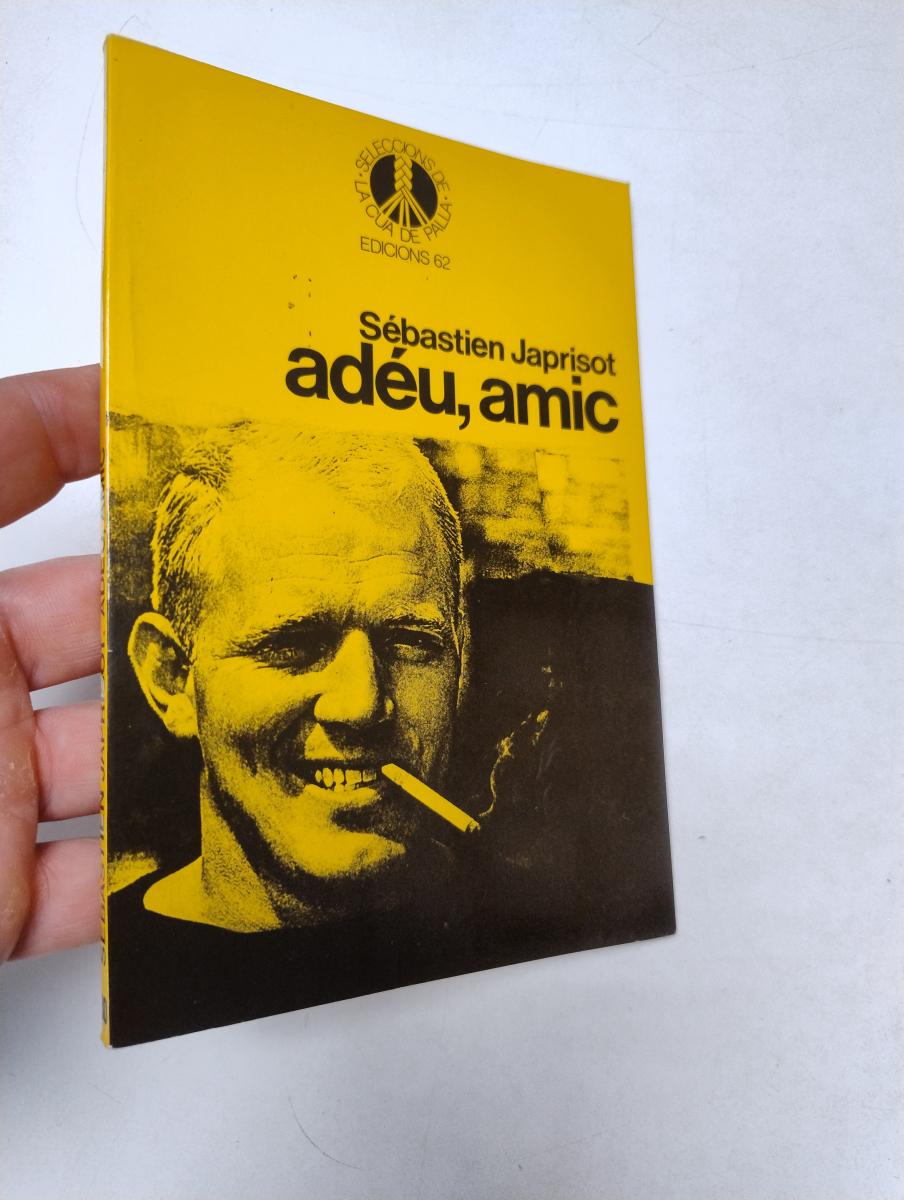 · SELECCIONS DE ·
LA CUA DE PALLA
EDICIONS 62
Sébastien Japrisot
adéu, amic